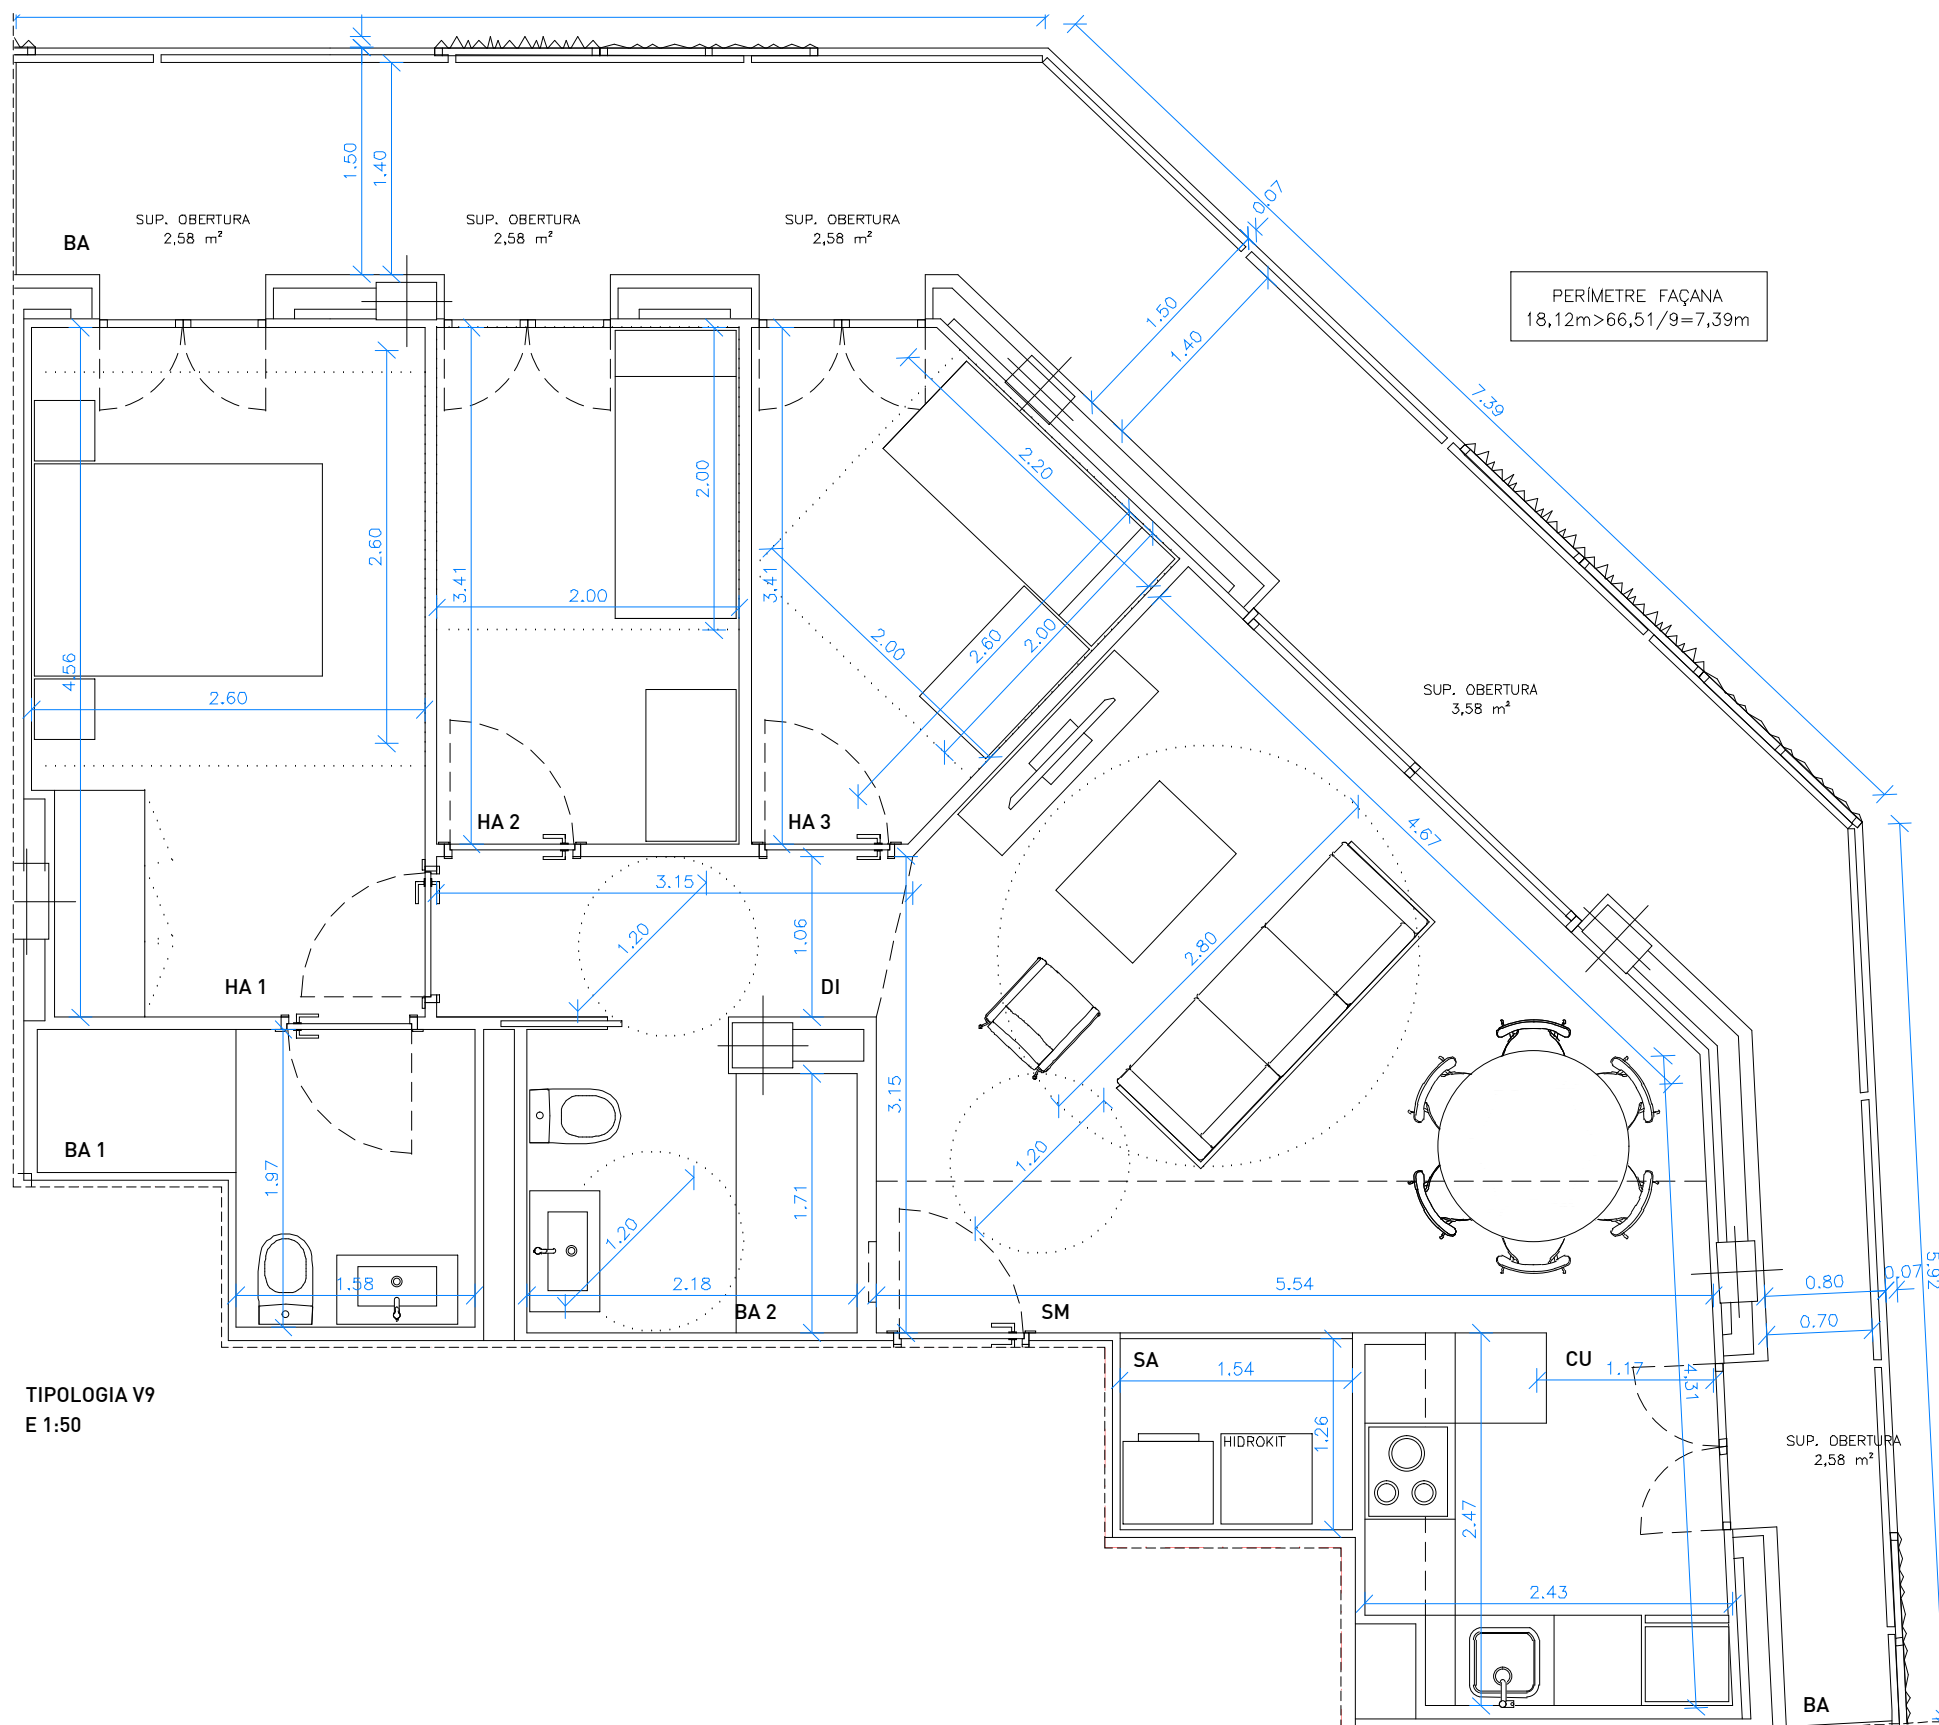 1.50
1.40
0.07
SUP. OBERTURA
2,58 m²
SUP. OBERTURA
2,58 m²
SUP. OBERTURA
2,58 m²
BA
PERÍMETRE FAÇANA
18,12m>66,51/9=7,39m
1.50
1.40
7.39
2.20
2.00
2.60
3.41
3.41
2.00
2.00
2.60
2.00
4.56
2.60
SUP. OBERTURA
3,58 m²
HA 2
HA 3
4.67
3.15
1.20
1.06
2.80
HA 1
DI
3.15
BA 1
1.97
1.71
1.20
1.20
1.58
2.18
5.54
0.80
0.07
5.92
BA 2
SM
0.70
SA
CU
1.54
1.17
4.31
TIPOLOGIA V9
E 1:50
1.26
HIDROKIT
SUP. OBERTURA
2,58 m²
2.47
2.43
BA